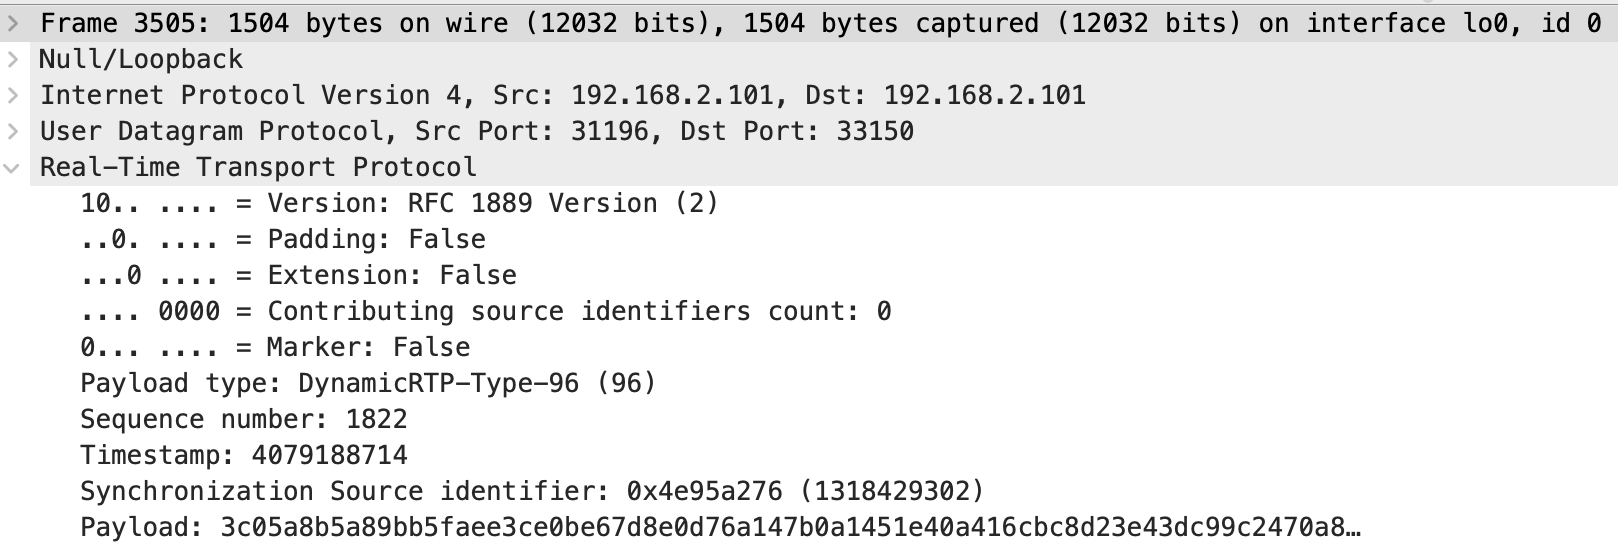 Frame 3505: 1504 bytes on wire (12032 bits), 1504 bytes captured (12032 bits) on interface lo0, id 0
Null/Loopback
Internet Protocol Version 4, Src: 192.168.2.101, Dst: 192.168.2.101
User Datagram Protocol, Src Port: 31196, Dst Port: 33150
Real-Time Transport Protocol
10.. .... = Version: RFC 1889 Version (2)
..0. .... = Padding: False
...0 .... = Extension: False
.... 0000 = Contributing source identifiers count: 0
0... .... = Marker: False
Payload type: DynamicRTP-Type-96 (96)
Sequence number: 1822
Timestamp: 4079188714
Synchronization Source identifier: 0x4e95a276 (1318429302)
Payload: 3c05a8b5a89bb5faee3ce0be67d8e0d76a147b0a1451e40a416cbc8d23e43dc99c2470a8…